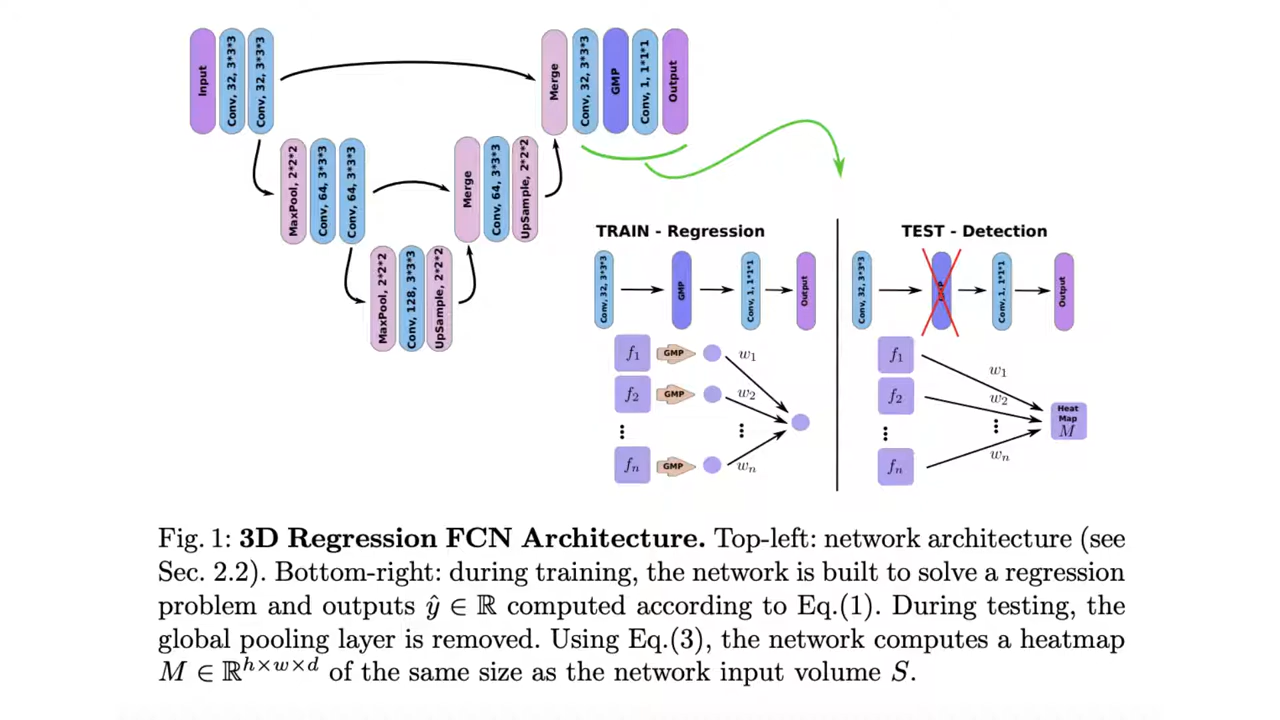 Input
Conv, 32, 3*3*3
Conv, 32, 3*3*3
Merge
Conv, 32, 3*3*3
GMP
Conv, 1, 1*1*1
Output
MaxPool, 2*2*2
Conv, 64, 3*3*3
Conv, 64, 3*3*3
Merge
Conv, 64, 3*3*3
UpSample, 2*2*2
MaxPool, 2*2*2
Conv, 128, 3*3*3
UpSample, 2*2*2
TRAIN - Regression
Conv, 32, 3*3*3
GMP
Conv, 1, 1*1*1
Output
f1 GMP w1
f2 GMP w2
fn GMP wn
TEST - Detection
Conv, 32, 3*3*3
GMP
Conv, 1, 1*1*1
Output
f1 w1
f2 w2
Heat
Map
M
fn wn
Fig. 1: 3D Regression FCN Architecture. Top-left: network architecture (see
Sec. 2.2). Bottom-right: during training, the network is built to solve a regression
problem and outputs ŷ ∈ ℝ computed according to Eq.(1). During testing, the
global pooling layer is removed. Using Eq.(3), the network computes a heatmap
M ∈ ℝ^{h×w×d} of the same size as the network input volume S.